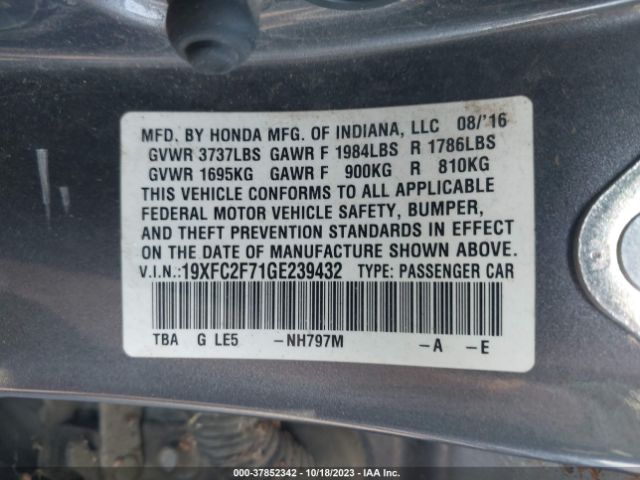 MFD. BY HONDA MFG. OF INDIANA, LLC 08/'16
GVWR 3737LBS GAWR F 1984LBS R 1786LBS
GVWR 1695KG GAWR F 900KG R 810KG
THIS VEHICLE CONFORMS TO ALL APPLICABLE
FEDERAL MOTOR VEHICLE SAFETY, BUMPER,
AND THEFT PREVENTION STANDARDS IN EFFECT
ON THE DATE OF MANUFACTURE SHOWN ABOVE.
V.I.N.:19XFC2F71GE239432 TYPE: PASSENGER CAR
TBA G LE5 -NH797M -A -E
000-37852342 | 10/18/2023 | IAA Inc.